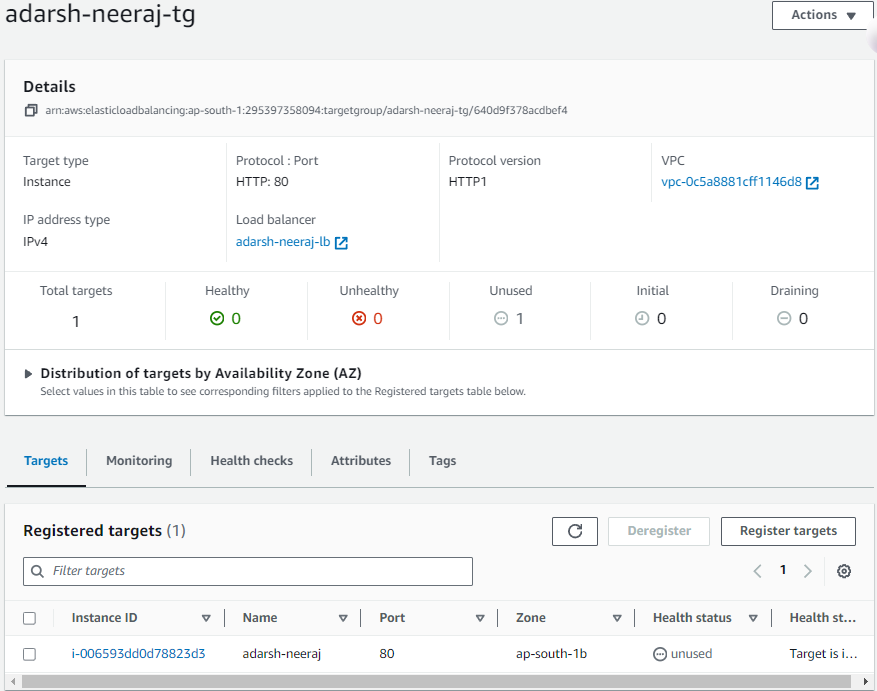 adarsh-neeraj-tg
Actions
Details
arn:aws:elasticloadbalancing:ap-south-1:295397358094:targetgroup/adarsh-neeraj-tg/640d9f378acdbef4
Target type
Instance
Protocol : Port
HTTP: 80
Protocol version
HTTP1
VPC
vpc-0c5a8881cff1146d8
IP address type
IPv4
Load balancer
adarsh-neeraj-lb
Total targets
1
Healthy
0
Unhealthy
0
Unused
1
Initial
0
Draining
0
Distribution of targets by Availability Zone (AZ)
Select values in this table to see corresponding filters applied to the Registered targets table below.
Targets Monitoring Health checks Attributes Tags
Registered targets (1)
Deregister
Register targets
Filter targets
1
Instance ID Name Port Zone Health status Health st...
i-006593dd0d78823d3 adarsh-neeraj 80 ap-south-1b unused Target is i...